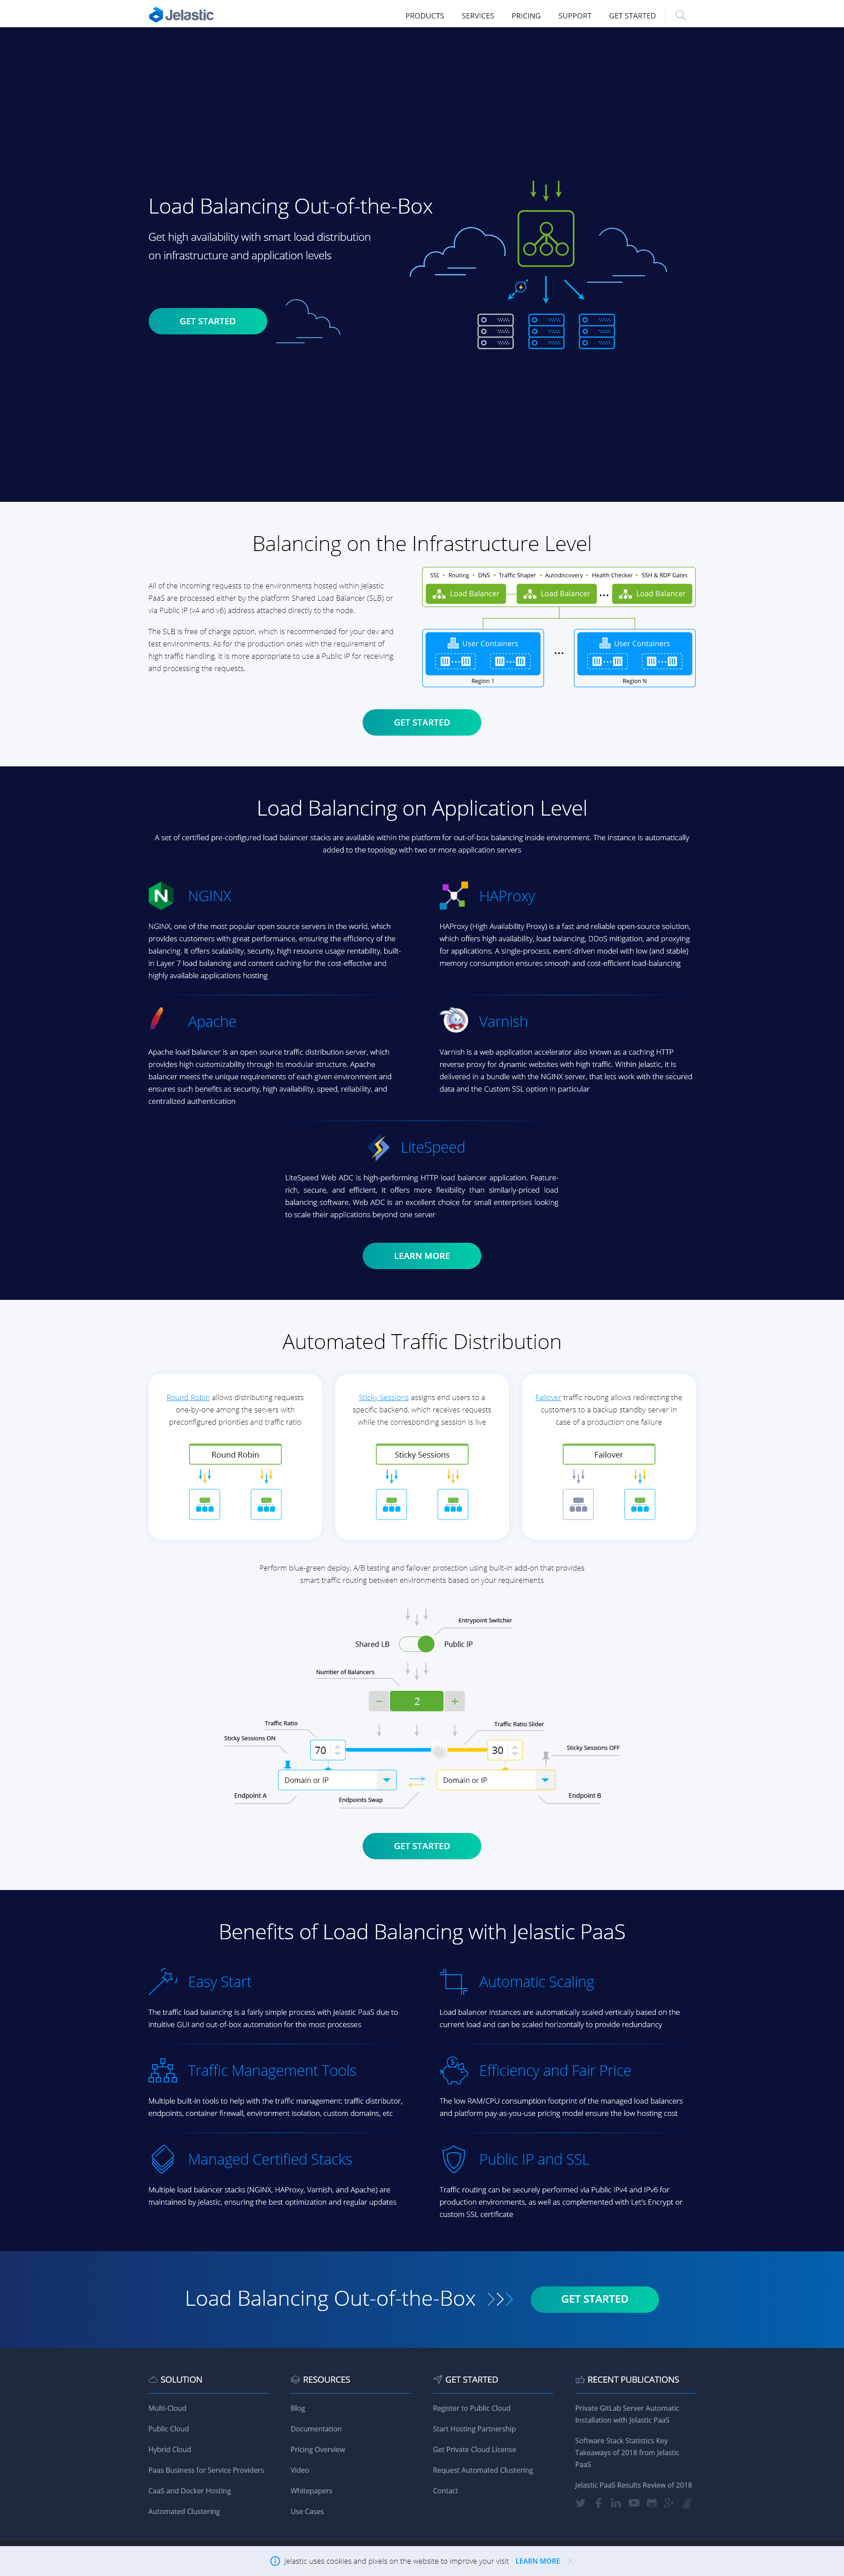 Jelastic
PRODUCTS SERVICES PRICING SUPPORT GET STARTED
Load Balancing Out-of-the-Box
Get high availability with smart load distribution
on infrastructure and application levels
GET STARTED
Balancing on the Infrastructure Level
All of the incoming requests to the environments hosted within Jelastic
PaaS are processed either by the platform Shared Load Balancer (SLB) or
via Public IP (v4 and v6) address attached directly to the node.
The SLB is free of charge option, which is recommended for your dev and
test environments. As for the production ones with the requirement of
high traffic handling, it is more appropriate to use a Public IP for receiving
and processing the requests.
SSL • Routing • DNS • Traffic Shaper • Autodiscovery • Health Checker • SSH & RDP Gates
Load Balancer Load Balancer ... Load Balancer
User Containers ... User Containers
Region 1 Region N
GET STARTED
Load Balancing on Application Level
A set of certified pre-configured load balancer stacks are available within the platform for out-of-box balancing inside environment. The instance is automatically
added to the topology with two or more application servers
NGINX
NGINX, one of the most popular open source servers in the world, which
provides customers with great performance, ensuring the efficiency of the
balancing. It offers scalability, security, high resource usage rentability, built-
in Layer 7 load balancing and content caching for the cost-effective and
highly available applications hosting
HAProxy
HAProxy (High Availability Proxy) is a fast and reliable open-source solution,
which offers high availability, load balancing, DDoS mitigation, and proxying
for applications. A single-process, event-driven model with low (and stable)
memory consumption ensures smooth and cost-efficient load-balancing
Apache
Apache load balancer is an open source traffic distribution server, which
provides high customizability through its modular structure. Apache
balancer meets the unique requirements of each given environment and
ensures such benefits as security, high availability, speed, reliability, and
centralized authentication
Varnish
Varnish is a web application accelerator also known as a caching HTTP
reverse proxy for dynamic websites with high traffic. Within Jelastic, it is
delivered in a bundle with the NGINX server, that lets work with the secured
data and the Custom SSL option in particular
LiteSpeed
LiteSpeed Web ADC is high-performing HTTP load balancer application. Feature-
rich, secure, and efficient, it offers more flexibility than similarly-priced load
balancing software. Web ADC is an excellent choice for small enterprises looking
to scale their applications beyond one server
LEARN MORE
Automated Traffic Distribution
Round Robin allows distributing requests
one-by-one among the servers with
preconfigured priorities and traffic ratio
Round Robin
Sticky Sessions assigns end users to a
specific backend, which receives requests
while the corresponding session is live
Sticky Sessions
Failover traffic routing allows redirecting the
customers to a backup standby server in
case of a production one failure
Failover
Perform blue-green deploy, A/B testing and failover protection using built-in add-on that provides
smart traffic routing between environments based on your requirements
Entrypoint Switcher
Shared LB Public IP
Number of Balancers
− 2 +
Traffic Ratio Traffic Ratio Slider
Sticky Sessions ON Sticky Sessions OFF
70 30
Domain or IP Domain or IP
Endpoint A Endpoints Swap Endpoint B
GET STARTED
Benefits of Load Balancing with Jelastic PaaS
Easy Start
The traffic load balancing is a fairly simple process with Jelastic PaaS due to
intuitive GUI and out-of-box automation for the most processes
Automatic Scaling
Load balancer instances are automatically scaled vertically based on the
current load and can be scaled horizontally to provide redundancy
Traffic Management Tools
Multiple built-in tools to help with the traffic management: traffic distributor,
endpoints, container firewall, environment isolation, custom domains, etc
Efficiency and Fair Price
The low RAM/CPU consumption footprint of the managed load balancers
and platform pay-as-you-use pricing model ensure the low hosting cost
Managed Certified Stacks
Multiple load balancer stacks (NGINX, HAProxy, Varnish, and Apache) are
maintained by Jelastic, ensuring the best optimization and regular updates
Public IP and SSL
Traffic routing can be securely performed via Public IPv4 and IPv6 for
production environments, as well as complemented with Let's Encrypt or
custom SSL certificate
Load Balancing Out-of-the-Box
GET STARTED
SOLUTION
Multi-Cloud
Public Cloud
Hybrid Cloud
Paas Business for Service Providers
CaaS and Docker Hosting
Automated Clustering
RESOURCES
Blog
Documentation
Pricing Overview
Video
Whitepapers
Use Cases
GET STARTED
Register to Public Cloud
Start Hosting Partnership
Get Private Cloud License
Request Automated Clustering
Contact
RECENT PUBLICATIONS
Private GitLab Server Automatic
Installation with Jelastic PaaS
Software Stack Statistics Key
Takeaways of 2018 from Jelastic
PaaS
Jelastic PaaS Results Review of 2018
Jelastic uses cookies and pixels on the website to improve your visit LEARN MORE